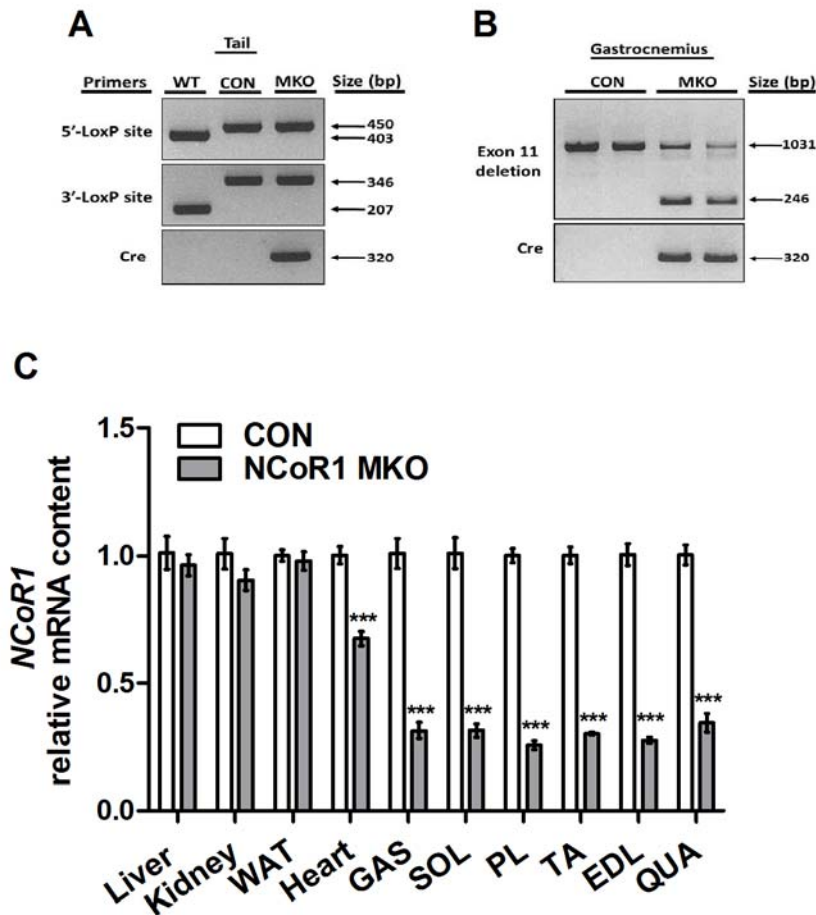 A
Tail
Primers WT CON MKO Size (bp)
5'-LoxP site
450
403
3'-LoxP site
346
207
Cre
320
B
Gastrocnemius
CON MKO Size (bp)
Exon 11
deletion
1031
246
Cre
320
C
NCoR1
relative mRNA content
1.5
1.0
0.5
0.0
CON
NCoR1 MKO
*** *** *** *** *** *** ***
Liver Kidney WAT Heart GAS SOL PL TA EDL QUA